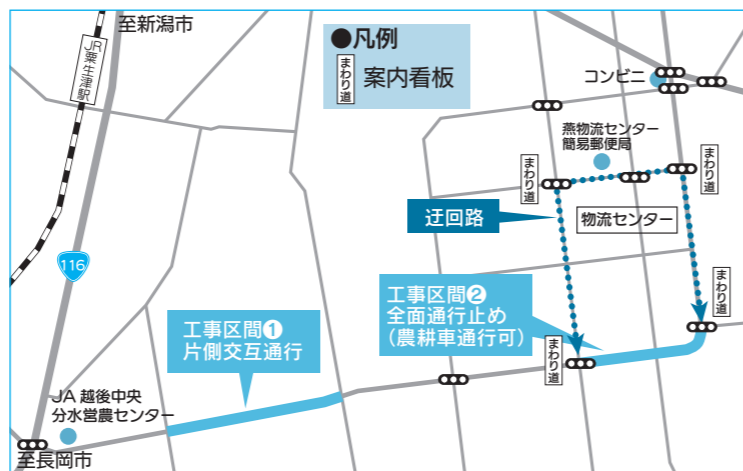 至新潟市
JR粟生津駅
●凡例
まわり道
案内看板
コンビニ
燕物流センター
簡易郵便局
まわり道
まわり道
迂回路
物流センター
116
工事区間❷
全面通行止め
（農耕車通行可）
まわり道
工事区間❶
片側交互通行
まわり道
JA 越後中央
分水営農センター
至長岡市